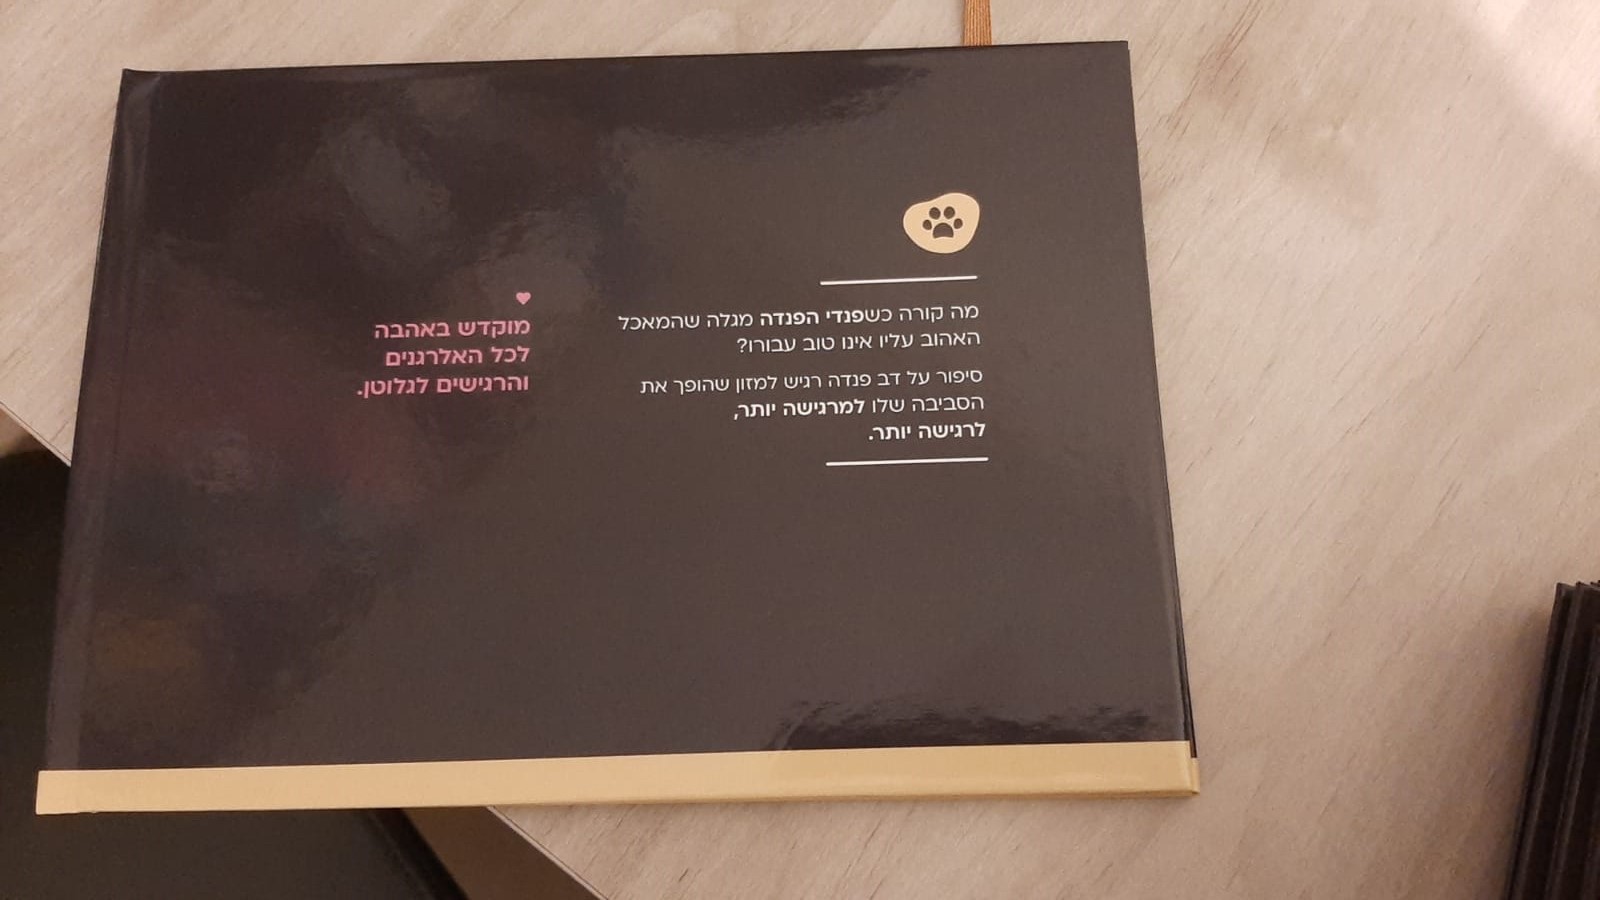 מה קורה כשפנדי הפנדה מגלה שהמאכל
האהוב עליו אינו טוב עבורו?
סיפור על דב פנדה רגיש למזון שהופך את
הסביבה שלו למרגישה יותר,
לרגישה יותר.
מוקדש באהבה
לכל האלרגנים
והרגישים לגלוטן.